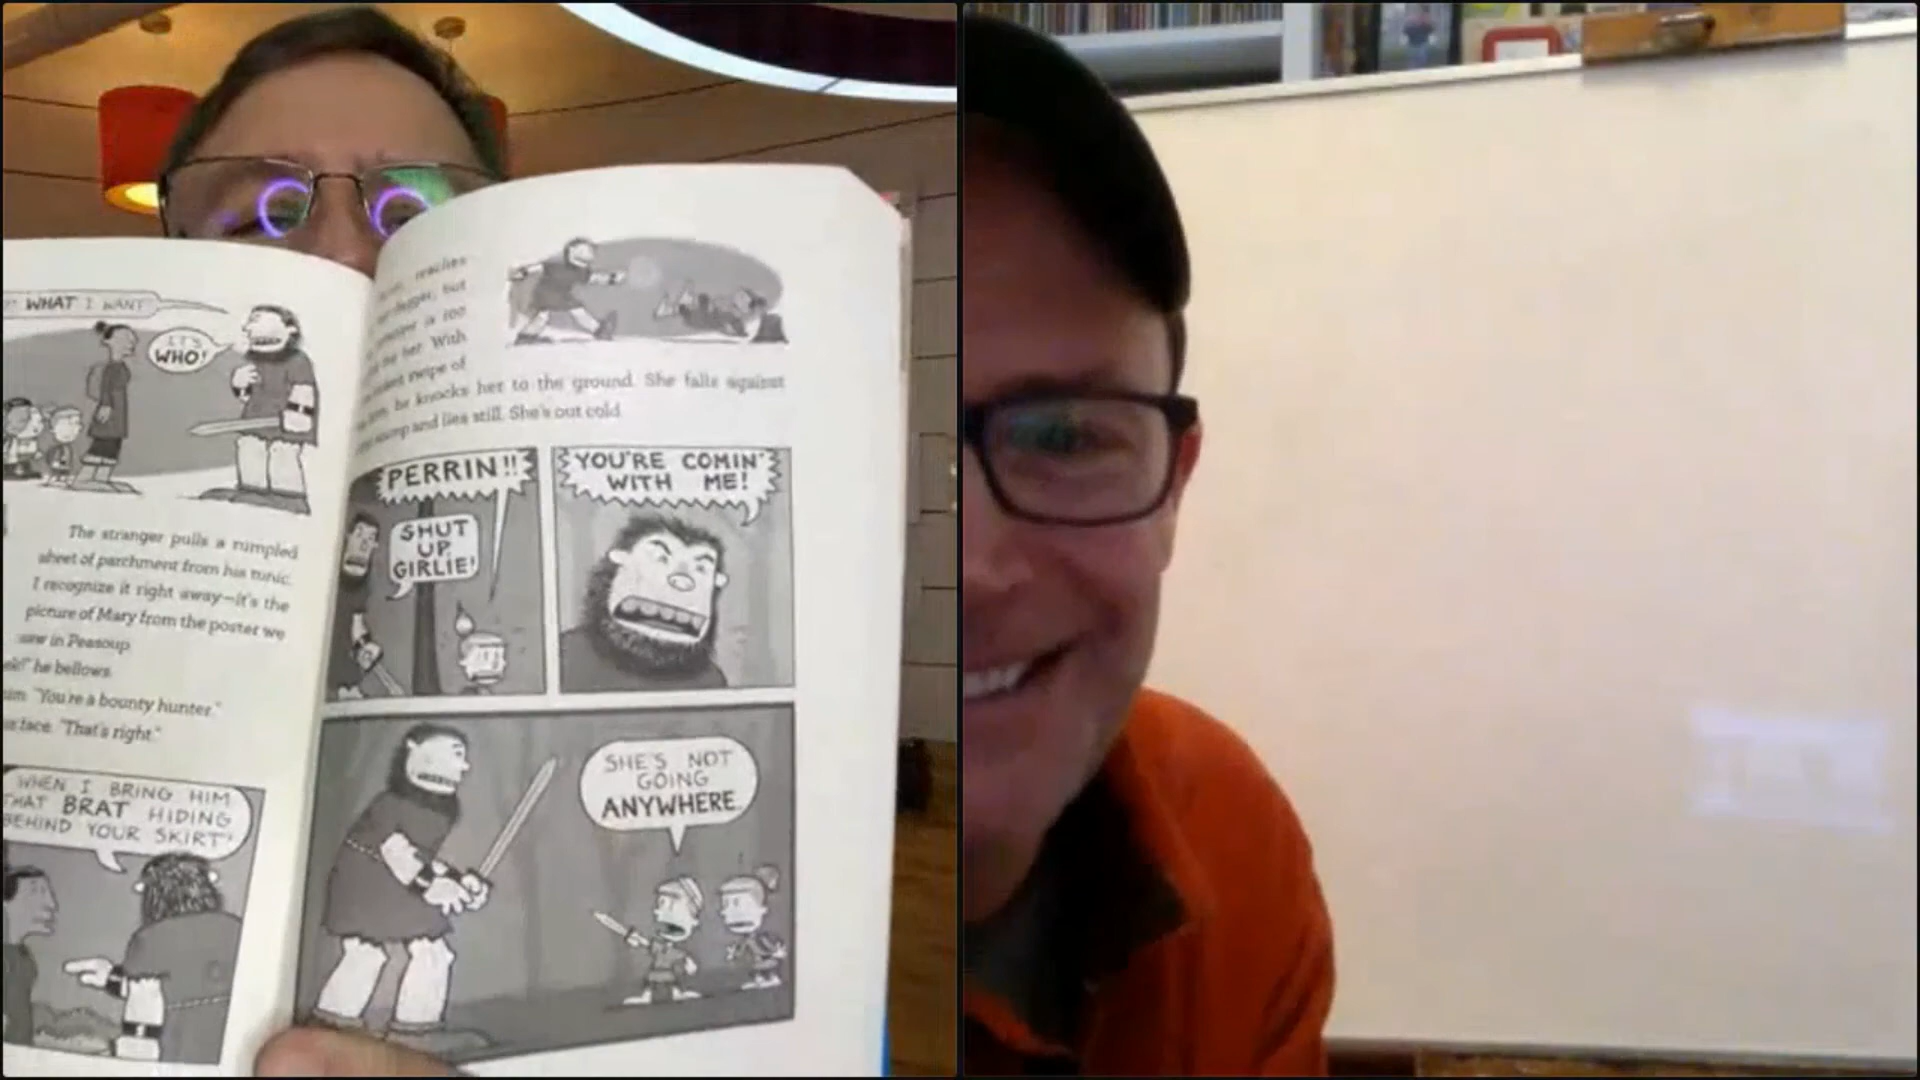 WHAT I WANT
IT'S
WHO!
The stranger pulls a rumpled
sheet of parchment from his tunic.
I recognize it right away—it's the
picture of Mary from the poster we
saw in Peasoup.
he bellows.
"You're a bounty hunter."
face. "That's right."
WHEN I BRING HIM
THAT BRAT HIDING
BEHIND YOUR SKIRT!
reaches
dagger, but
is too
her. With
swipe of
he knocks her to the ground. She falls against
stump and lies still. She's out cold.
PERRIN!!
SHUT
UP,
GIRLIE!
YOU'RE COMIN'
WITH ME!
SHE'S NOT
GOING
ANYWHERE.